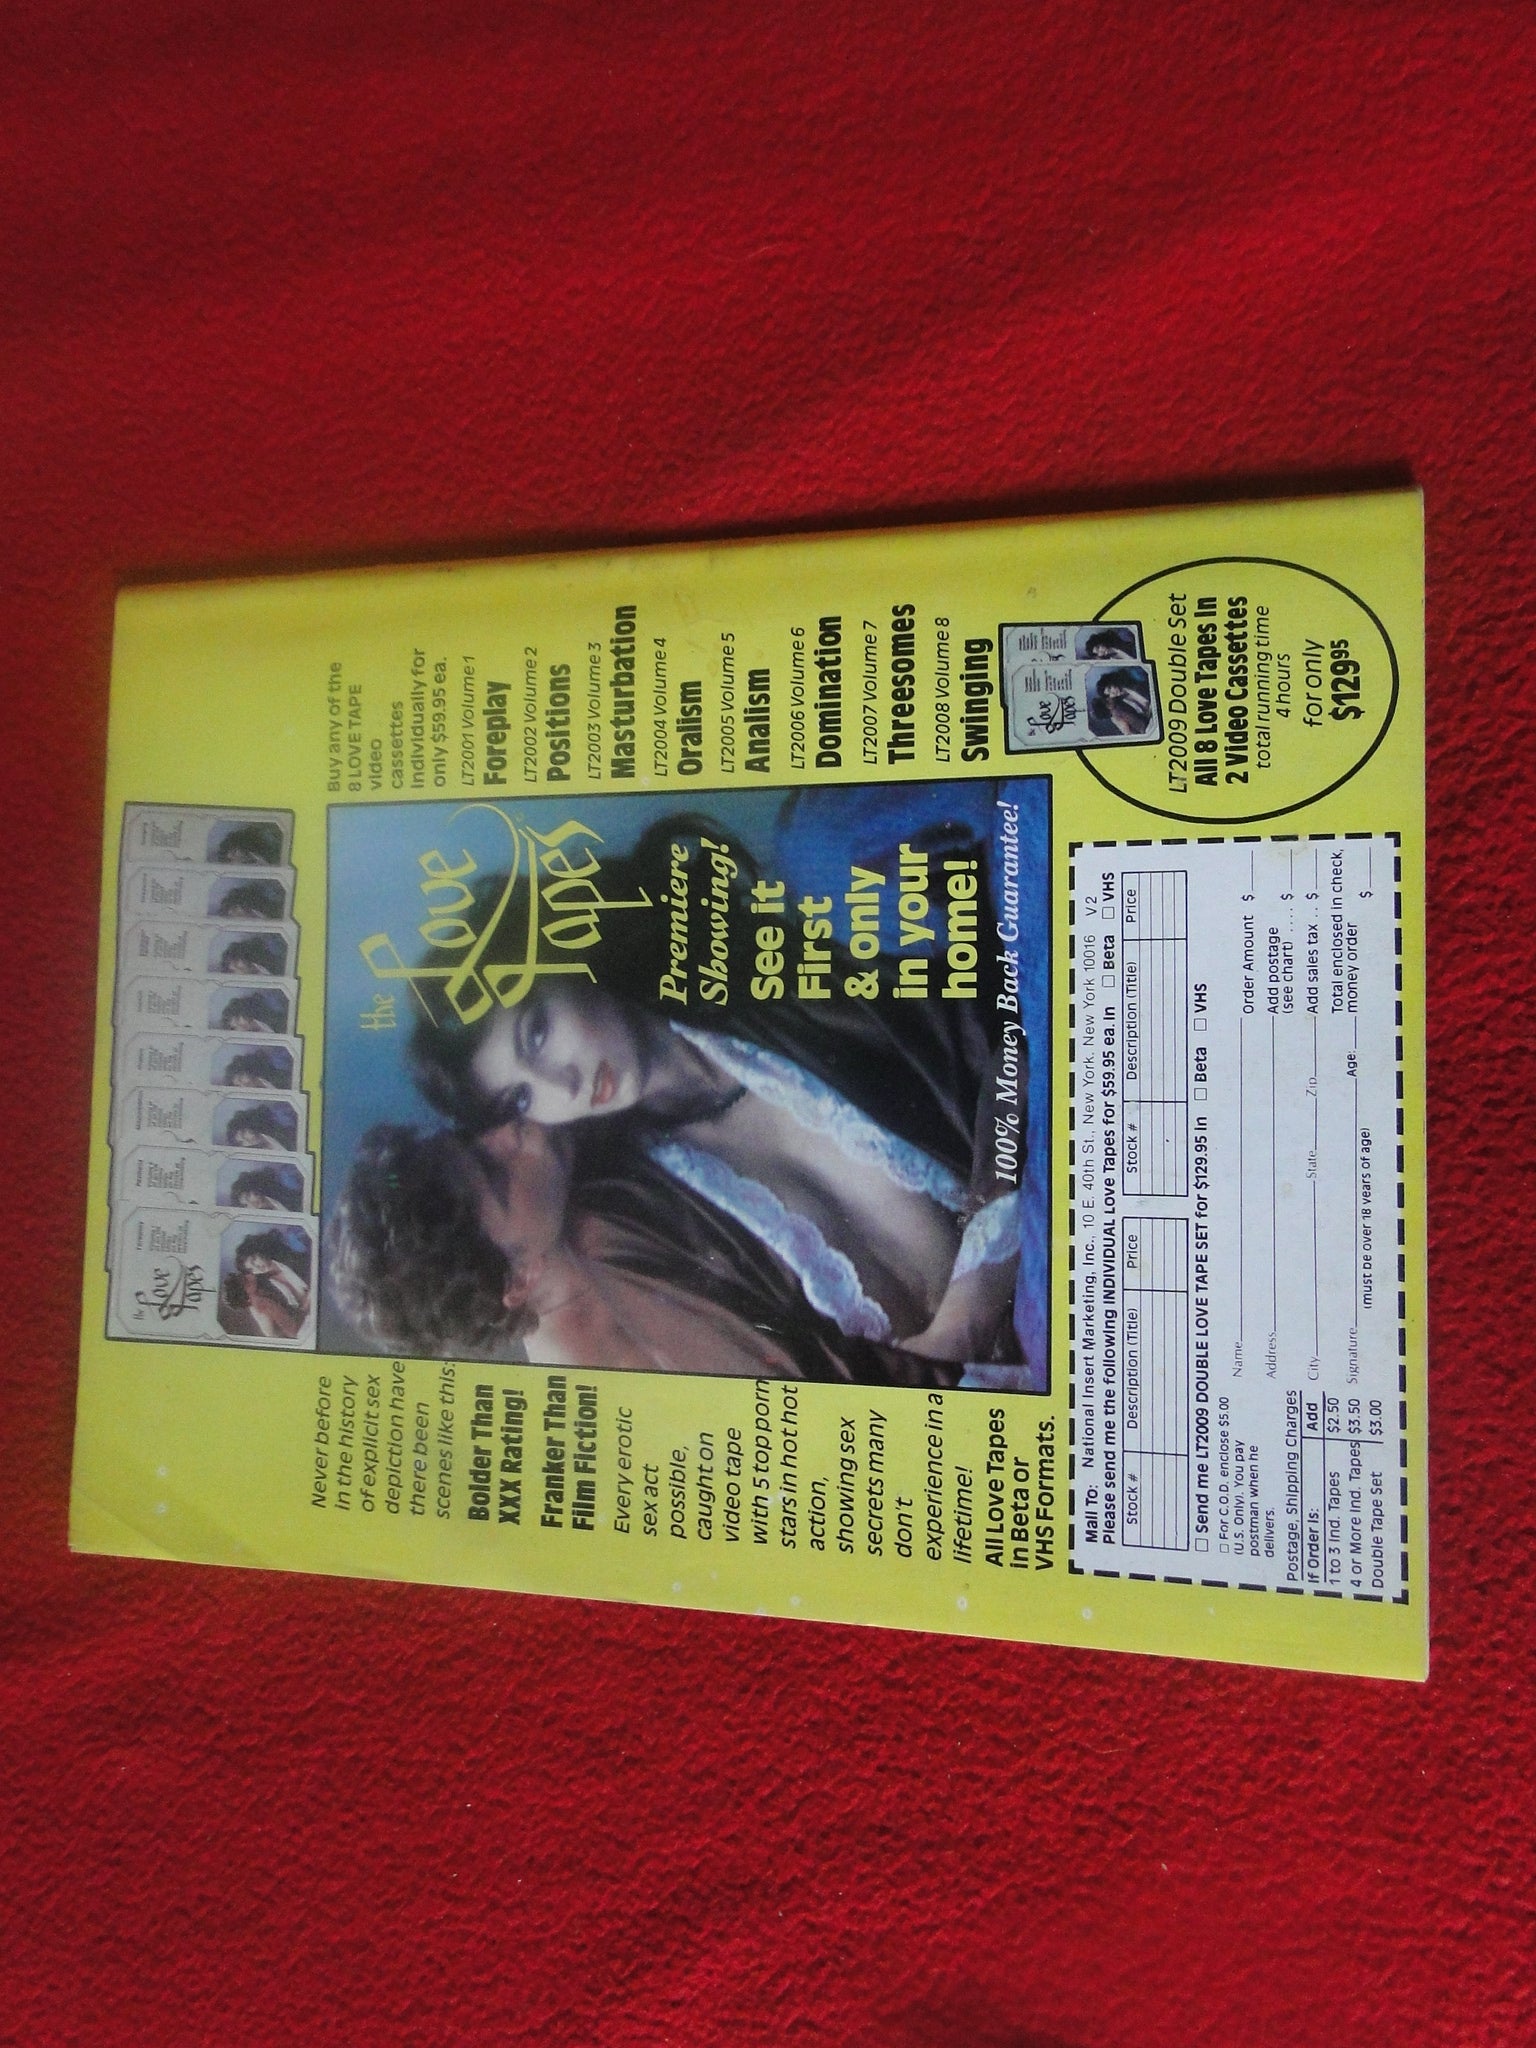 the
Love
Tapes
Foreplay
Never before
in the history
of explicit sex
depiction have
there been
scenes like this:
Bolder Than
XXX Rating!
Franker Than
Film Fiction!
Every erotic
sex act
possible,
caught on
video tape
with 5 top porn
stars in hot hot
action,
showing sex
secrets many
don't
experience in a
lifetime!
All Love Tapes
in Beta or
VHS Formats.
the
Love
Tapes
Premiere
Showing!
See it
First
& only
in your
home!
100% Money Back Guarantee!
Buy any of the
8 LOVE TAPE
video
cassettes
Individually for
only $59.95 ea.
LT2001 Volume 1
Foreplay
LT2002 Volume 2
Positions
LT2003 Volume 3
Masturbation
LT2004 Volume 4
Oralism
LT2005 Volume 5
Analism
LT2006 Volume 6
Domination
LT2007 Volume 7
Threesomes
LT2008 Volume 8
Swinging
the
Love
Tapes
LT2009 Double Set
All 8 Love Tapes In
2 Video Cassettes
total running time
4 hours
for only
$129.95
Mail To: National Insert Marketing, Inc., 10 E. 40th St., New York, New York 10016 V2
Please send me the following INDIVIDUAL Love Tapes for $59.95 ea. In □ Beta □ VHS
Stock # Description (Title) Price Stock # Description (Title) Price
□ Send me LT2009 DOUBLE LOVE TAPE SET for $129.95 In □ Beta □ VHS
□ For C.O.D. enclose $5.00
(U.S. Only). You pay
postman when he
delivers.
Postage, Shipping Charges
If Order Is: Add
1 to 3 Ind. Tapes $2.50
4 or More Ind. Tapes $3.50
Double Tape Set $3.00
Name
Address
City State Zip
Signature Age:
(must be over 18 years of age)
Order Amount $
Add postage
(see chart) .... $
Add sales tax .. $
Total enclosed in check,
money order
$